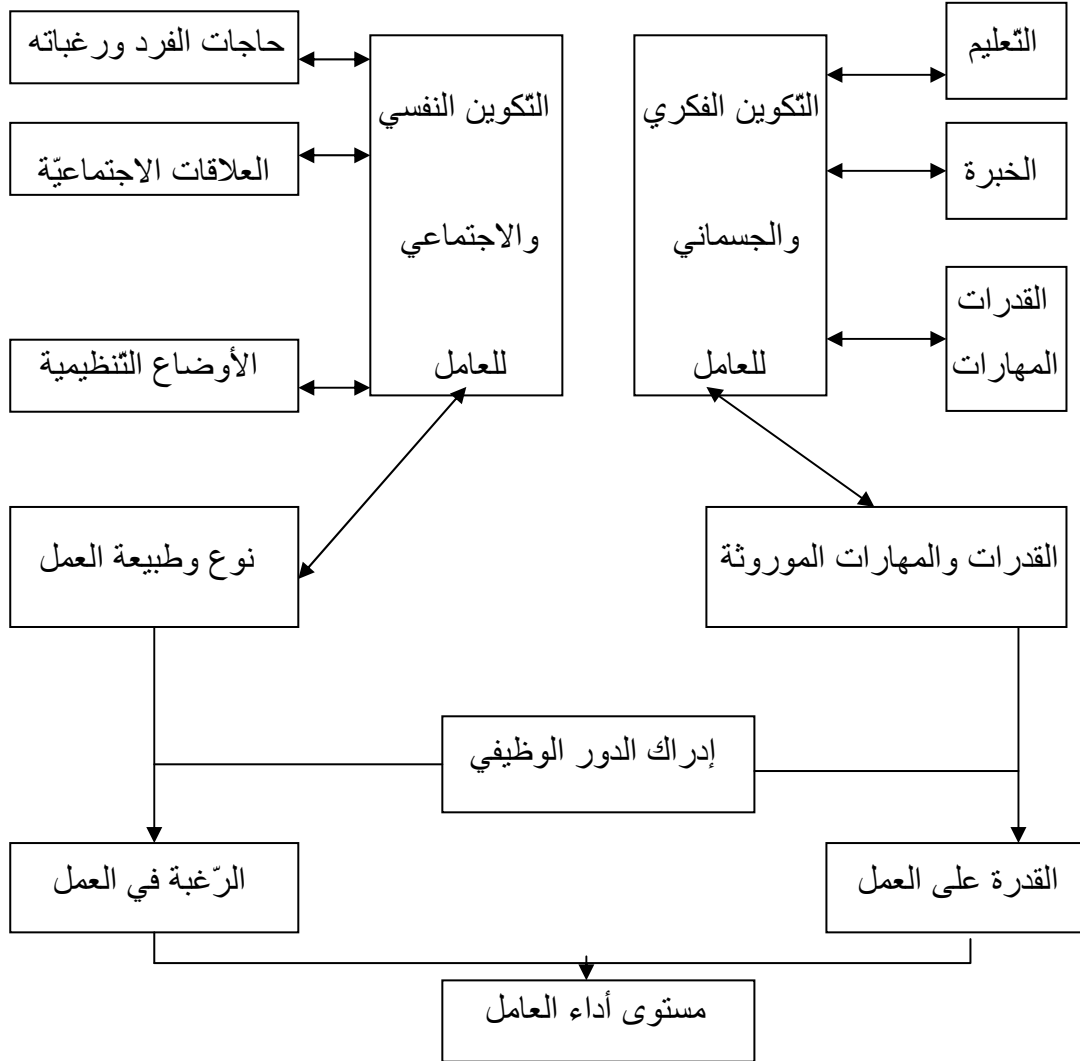 التّعليم
التّكوين الفكري
التّكوين النفسي
حاجات الفرد ورغباته
الخبرة
العلاقات الاجتماعيّة
والجسماني
والاجتماعي
القدرات
المهارات
للعامل
للعامل
الأوضاع التّنظيمية
القدرات والمهارات الموروثة
نوع وطبيعة العمل
إدراك الدور الوظيفي
القدرة على العمل
الرّغبة في العمل
مستوى أداء العامل